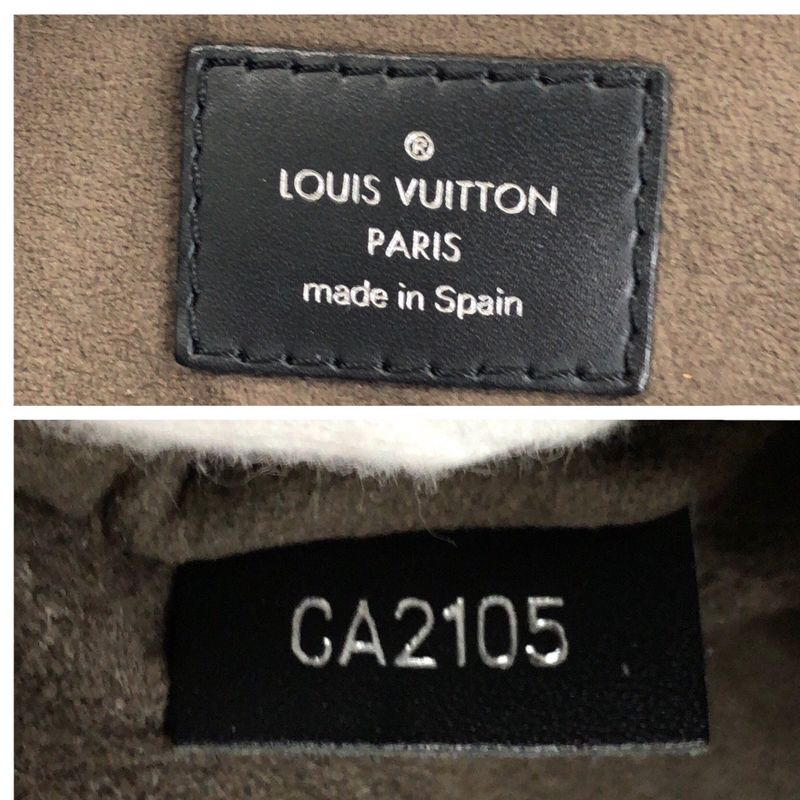 ®
LOUIS VUITTON
PARIS
made in Spain
CA2105